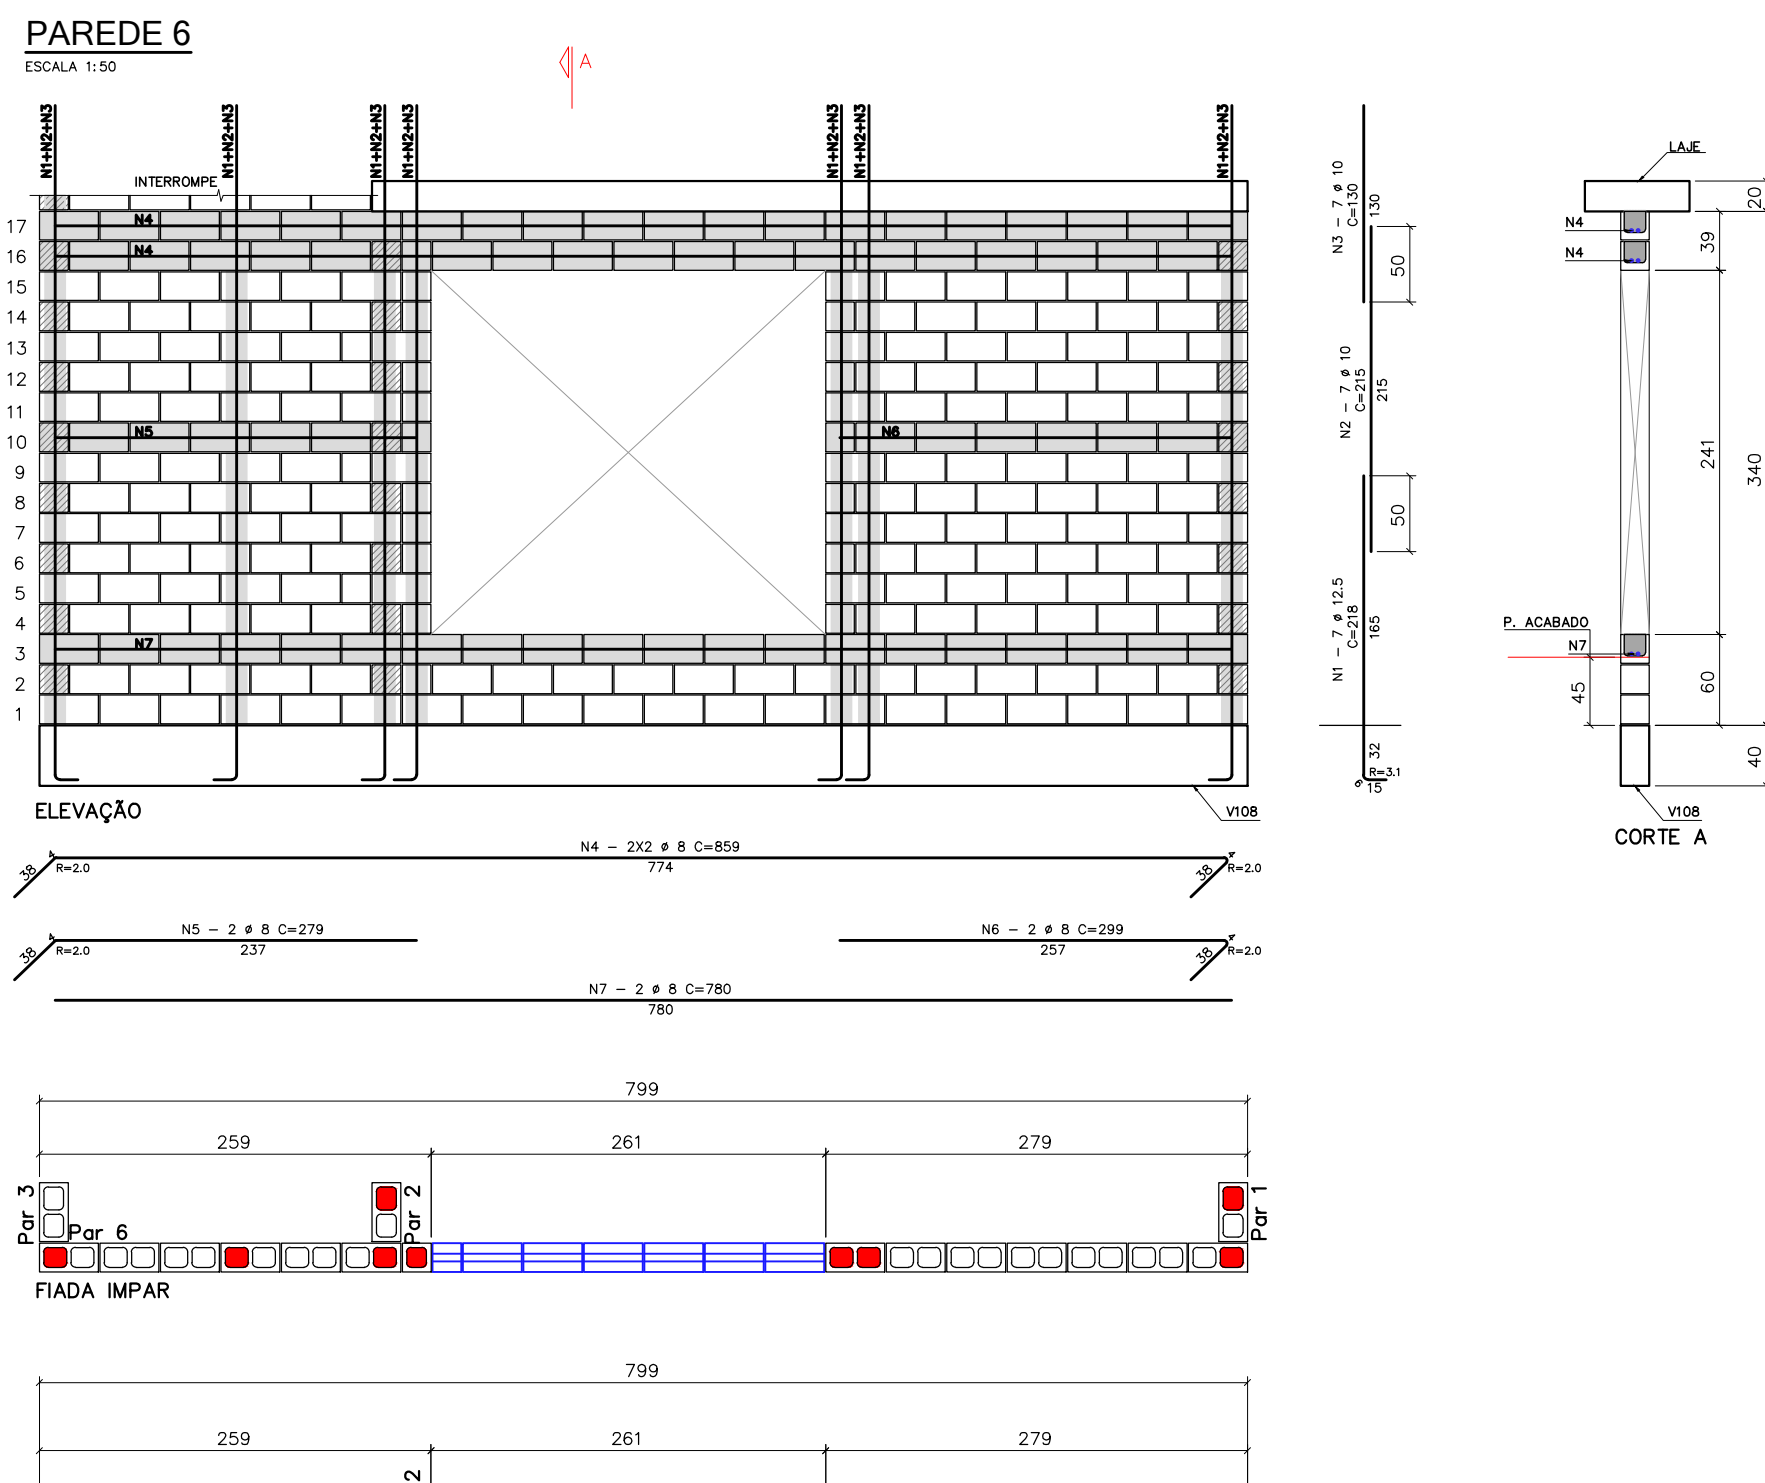 PAREDE 6
ESCALA 1:50
A
N1+N2+N3
N1+N2+N3
N1+N2+N3
N1+N2+N3
N1+N2+N3
N1+N2+N3
N1+N2+N3
INTERROMPE
17
N4
16
N4
15
14
13
12
11
10
N5
N6
9
8
7
6
5
4
3
N7
2
1
ELEVAÇÃO
V108
N3 - 7 ø 10
C=130
130
50
N2 - 7 ø 10
C=215
215
50
N1 - 7 ø 12.5
C=218
165
32
R=3.1
6
15
LAJE
20
N4
39
N4
241
340
P. ACABADO
N7
45
60
40
V108
CORTE A
N4 - 2X2 ø 8 C=859
774
38
4
R=2.0
38
4
R=2.0
N5 - 2 ø 8 C=279
237
38
4
R=2.0
N6 - 2 ø 8 C=299
257
38
4
R=2.0
N7 - 2 ø 8 C=780
780
799
259
261
279
Par 3
Par 6
Par 2
Par 1
FIADA IMPAR
799
259
261
279
2